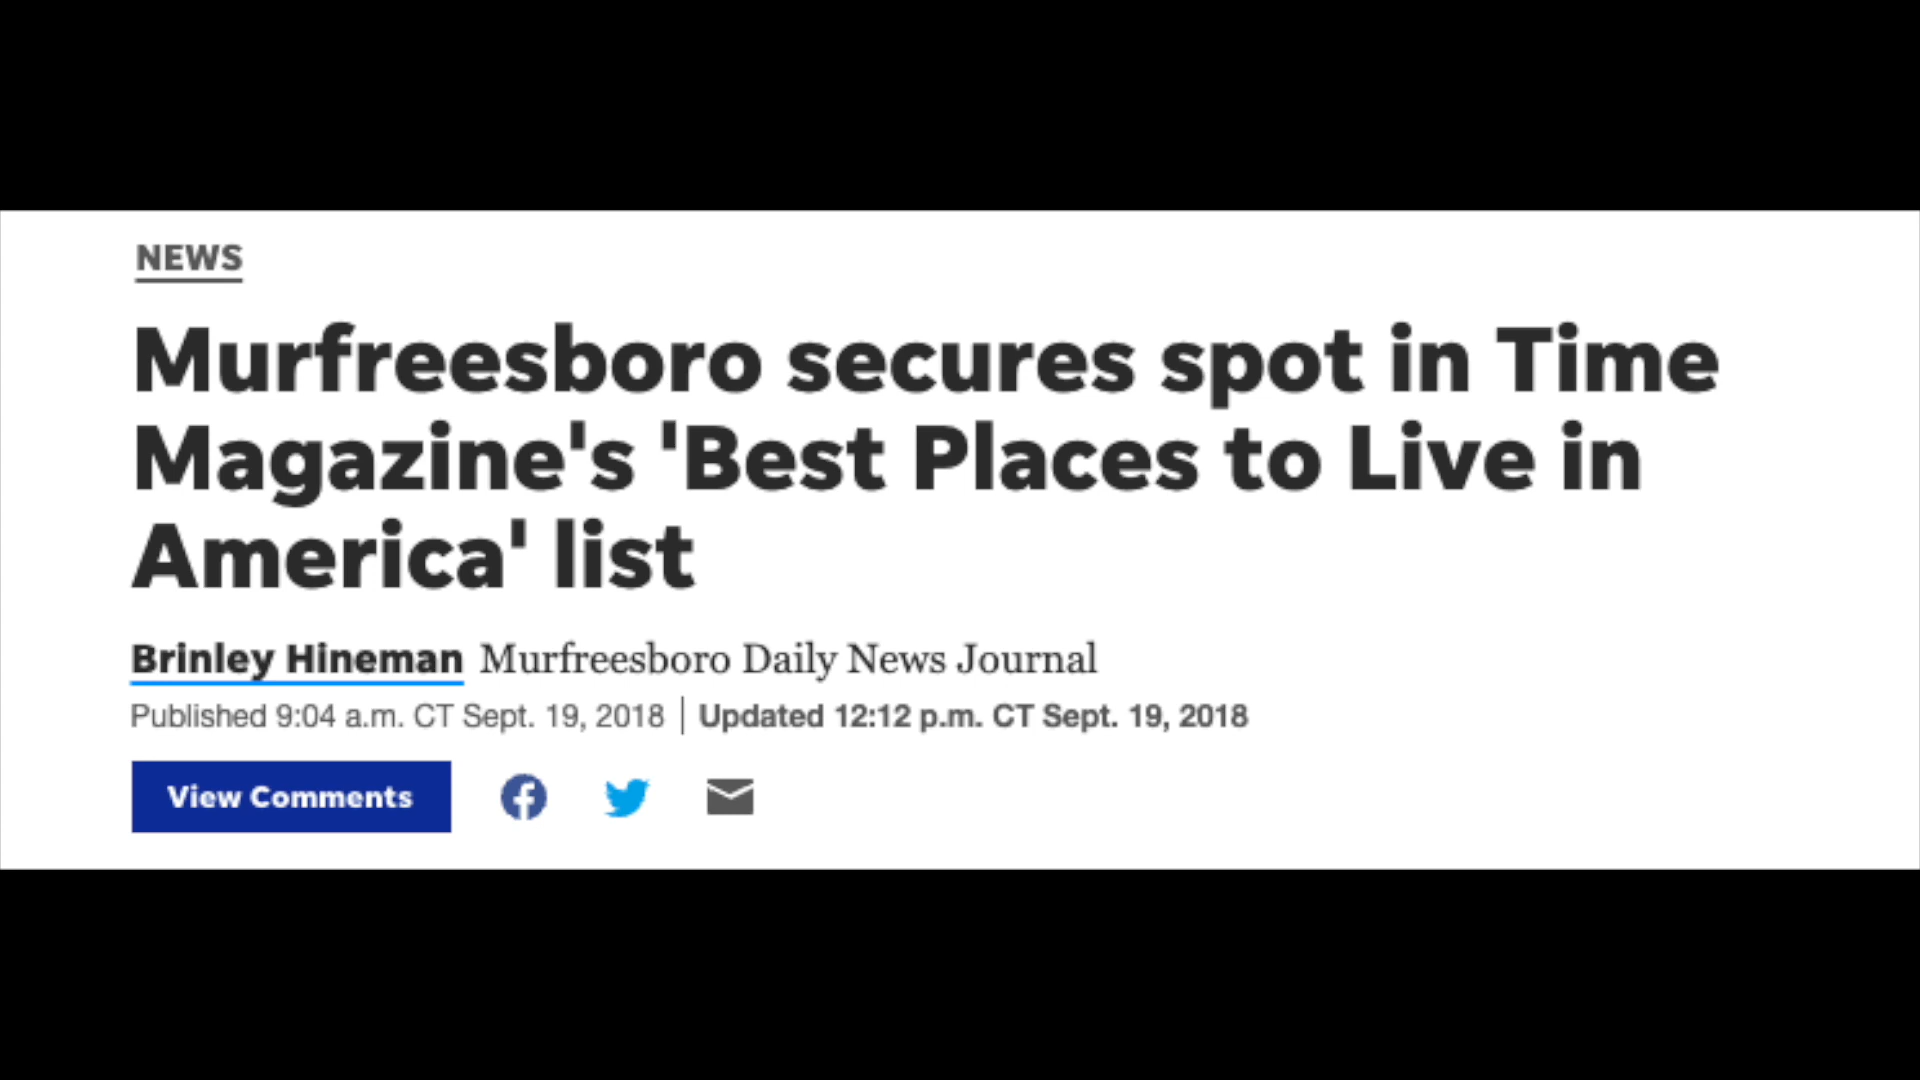 NEWS
Murfreesboro secures spot in Time
Magazine's 'Best Places to Live in
America' list
Brinley Hineman Murfreesboro Daily News Journal
Published 9:04 a.m. CT Sept. 19, 2018 | Updated 12:12 p.m. CT Sept. 19, 2018
View Comments